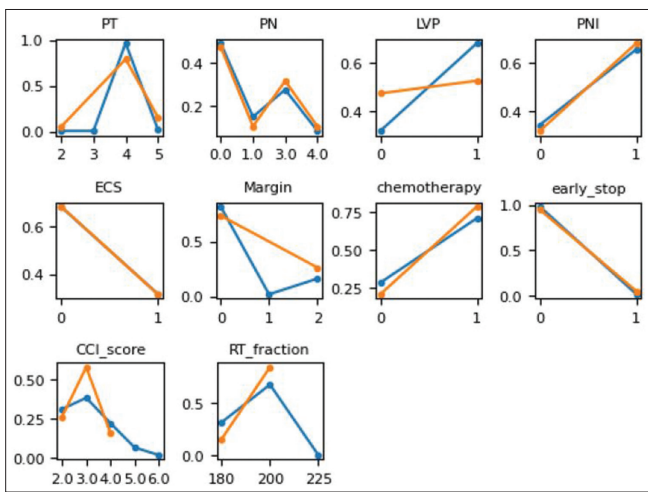 PT PN LVP PNI
1.0 0.5 0.0 2 3 4 5
0.4 0.2 0.0 1.0 3.0 4.0
0.6 0.4 0 1
0.6 0.4 0 1
ECS Margin chemotherapy early_stop
0.6 0.4 0 1
0.5 0.0 0 1 2
0.75 0.50 0.25 0 1
1.0 0.5 0.0 0 1
CCI_score RT_fraction
0.50 0.25 0.00 2.0 3.0 4.0 5.0 6.0
0.5 0.0 180 200 225